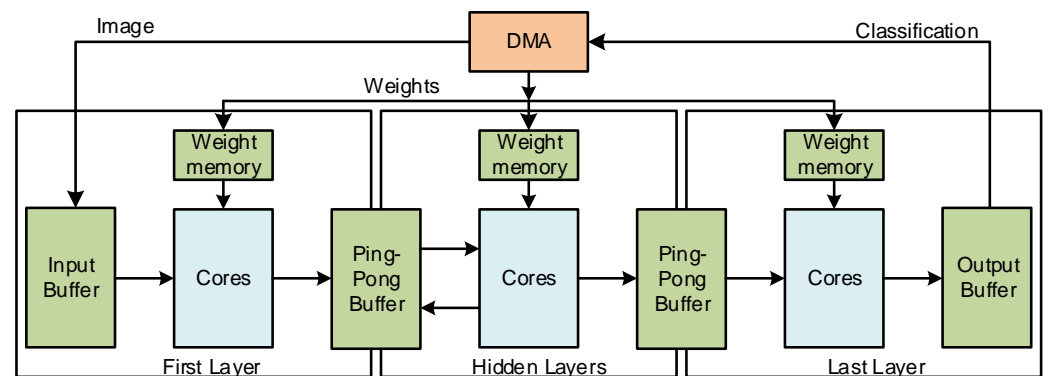 Image
DMA
Classification
Weights
Weight
memory
Weight
memory
Weight
memory
Input
Buffer
Cores
Ping-
Pong
Buffer
Cores
Ping-
Pong
Buffer
Cores
Output
Buffer
First Layer
Hidden Layers
Last Layer